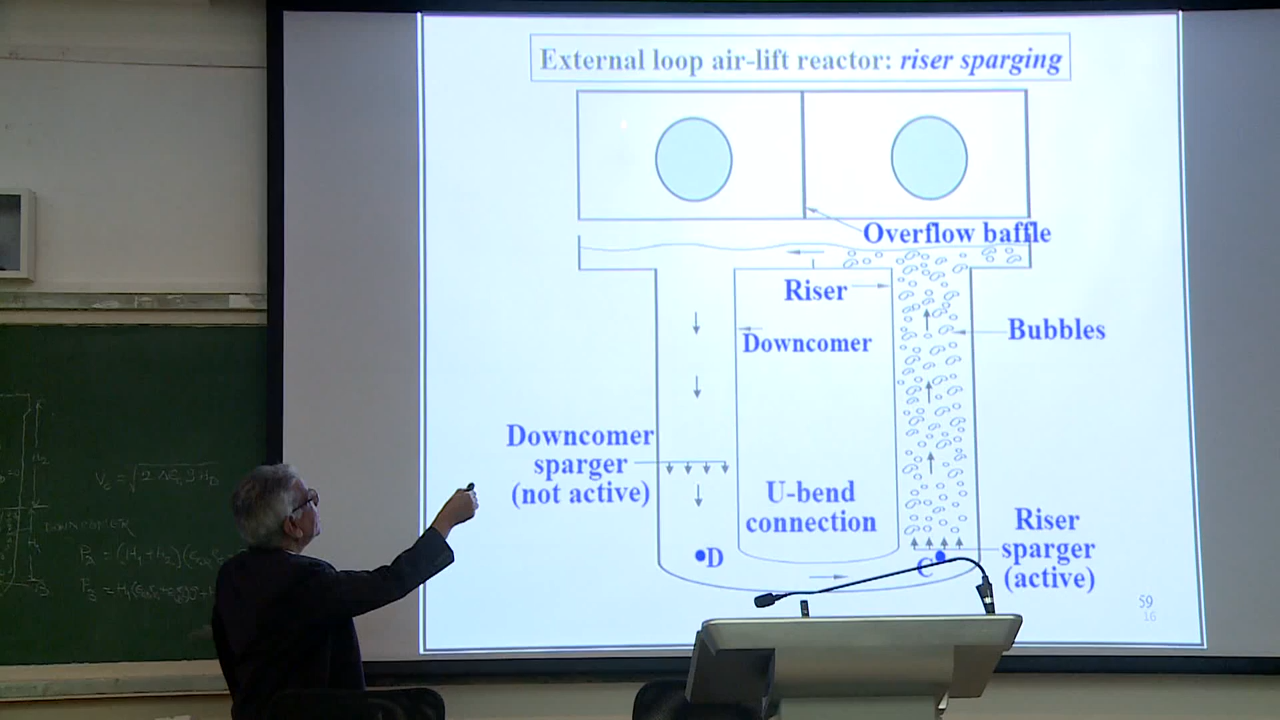 External loop air-lift reactor: riser sparging
Overflow baffle
Riser
Bubbles
Downcomer
Downcomer
sparger
(not active)
U-bend
connection
Riser
sparger
(active)
D
C
59
16
DOWNCOMER